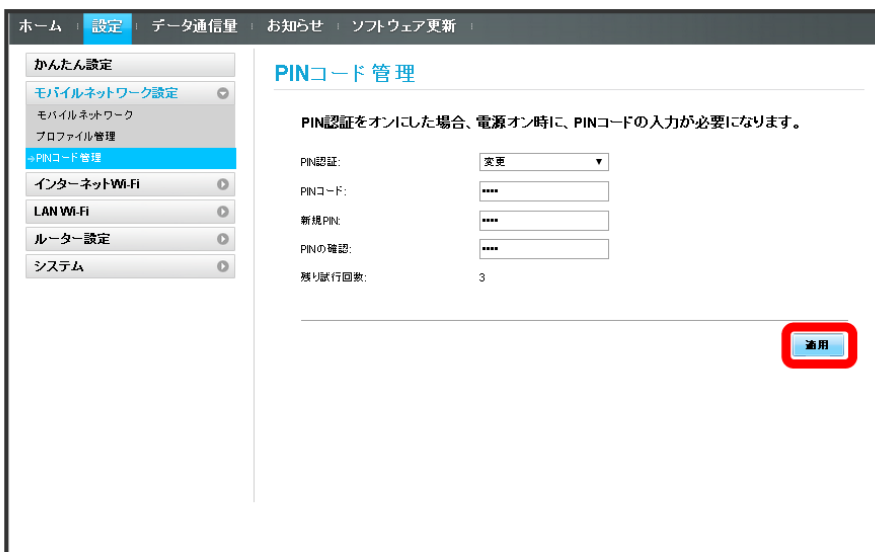 ホーム 設定 データ通信量 お知らせ ソフトウェア更新
かんたん設定
モバイルネットワーク設定
モバイルネットワーク
プロファイル管理
→PINコード管理
インターネットWi-Fi
LAN Wi-Fi
ルーター設定
システム
PINコード管理
PIN認証をオンにした場合、電源オン時に、PINコードの入力が必要になります。
PIN認証: 変更 ▼
PINコード: ••••
新規PIN: ••••
PINの確認: ••••
残り試行回数: 3
適用